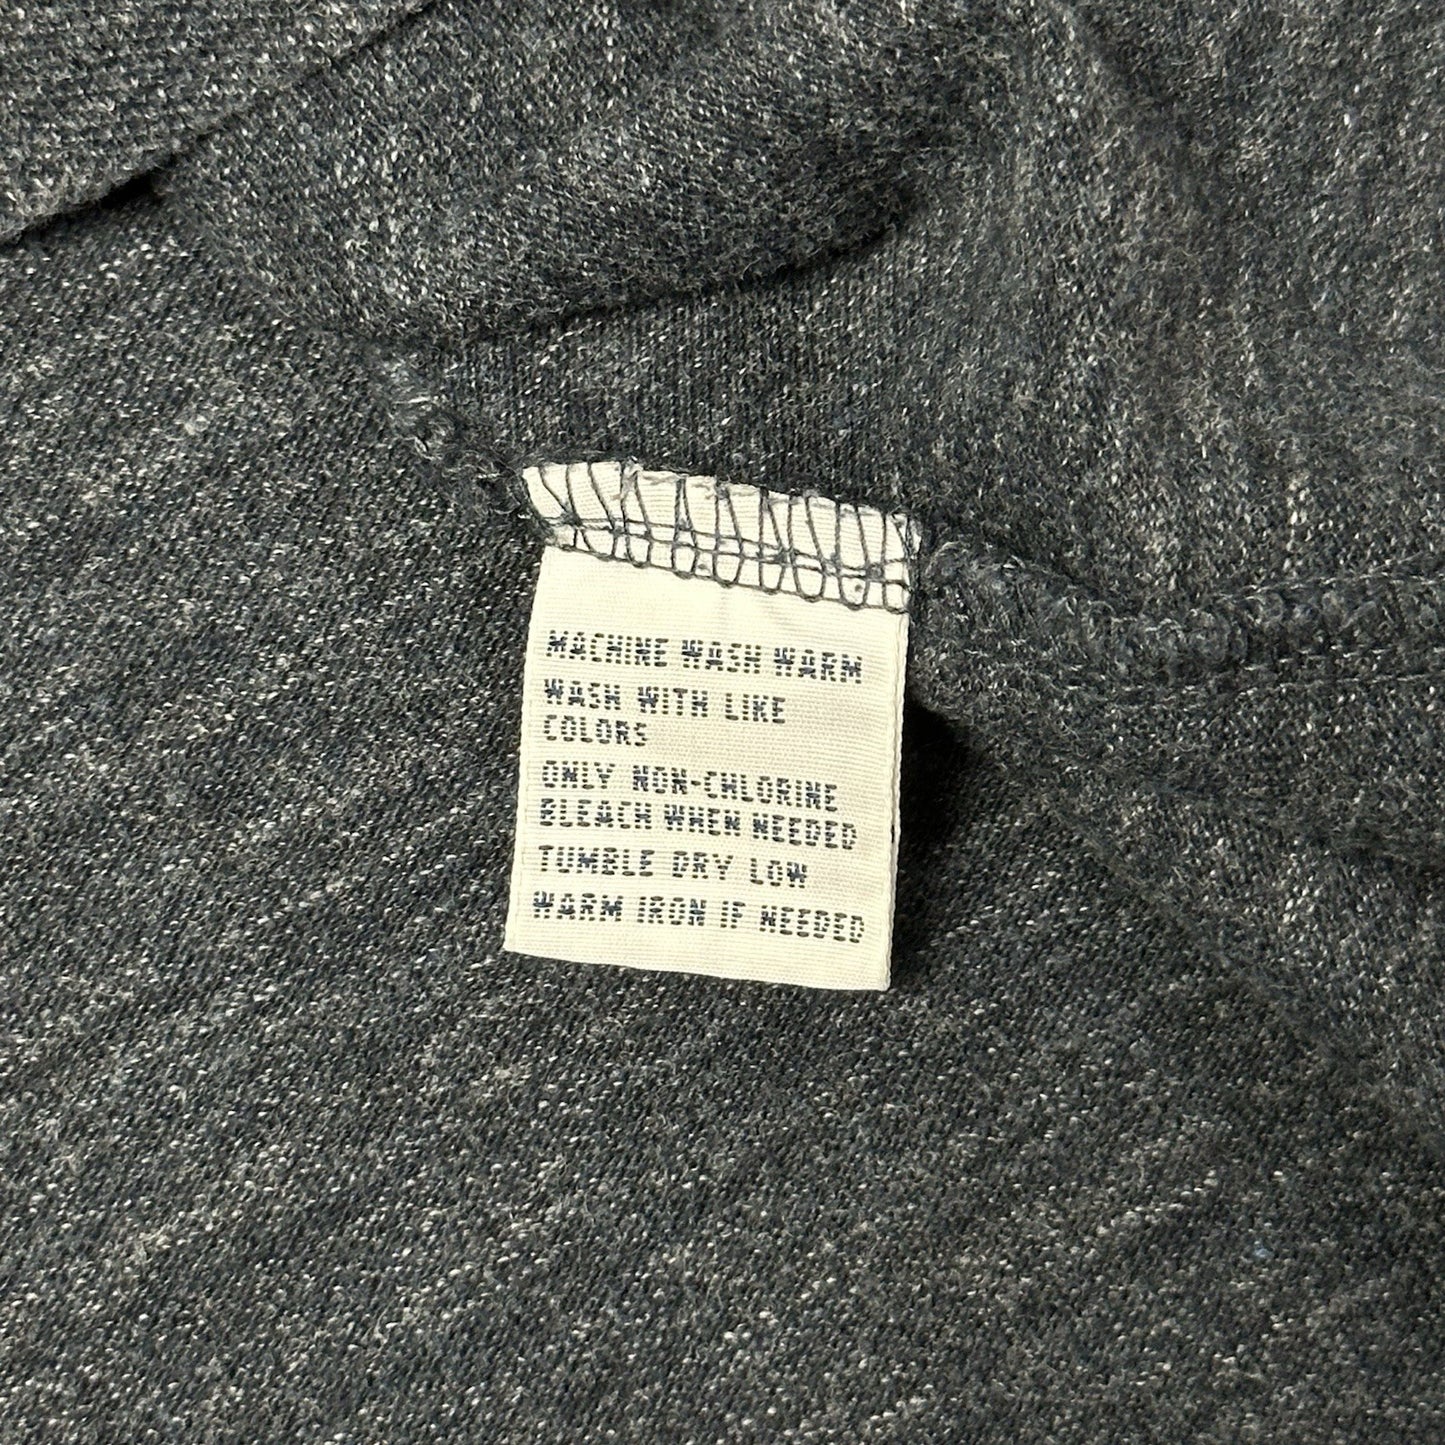 MACHINE WASH WARM
WASH WITH LIKE
COLORS
ONLY NON-CHLORINE
BLEACH WHEN NEEDED
TUMBLE DRY LOW
WARM IRON IF NEEDED